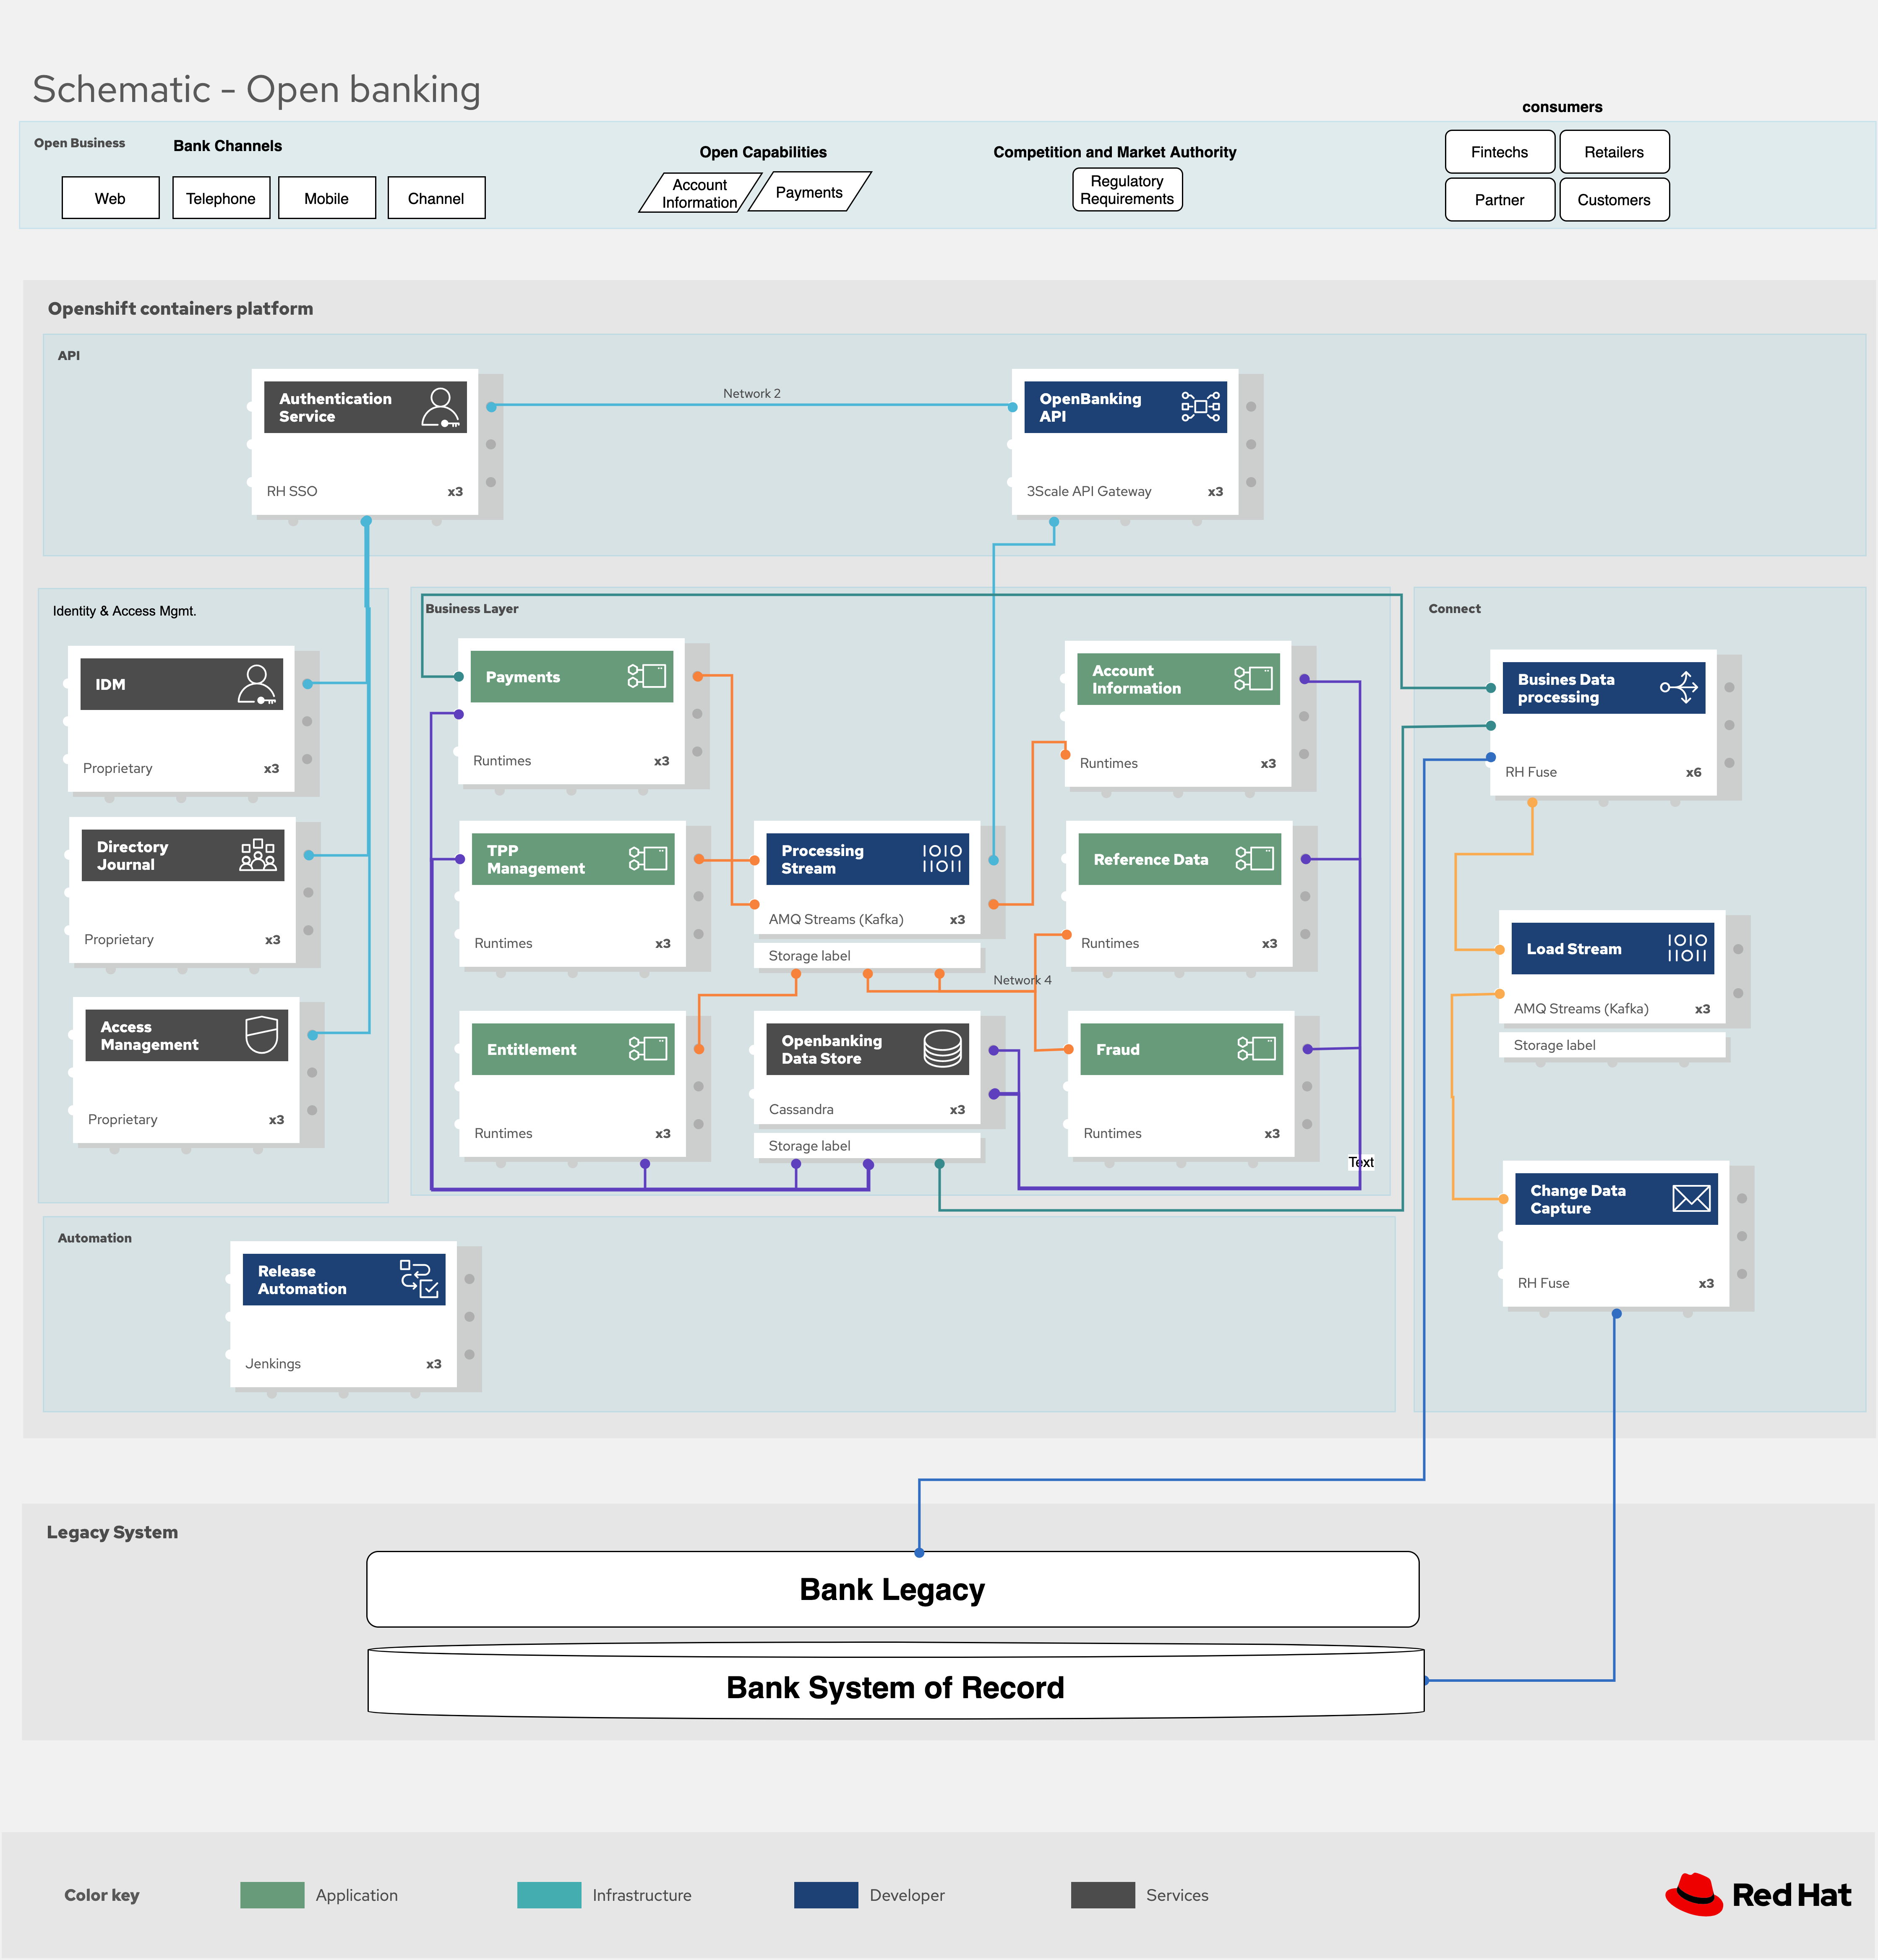 Schematic - Open banking
consumers
Open Business
Bank Channels
Web
Telephone
Mobile
Channel
Open Capabilities
Account
Information
Payments
Competition and Market Authority
Regulatory
Requirements
Fintechs
Retailers
Partner
Customers
Openshift containers platform
API
Authentication
Service
RH SSO
x3
Network 2
OpenBanking
API
3Scale API Gateway
x3
Identity & Access Mgmt.
IDM
Proprietary
x3
Directory
Journal
Proprietary
x3
Access
Management
Proprietary
x3
Business Layer
Payments
Runtimes
x3
TPP
Management
Runtimes
x3
Entitlement
Runtimes
x3
Processing
Stream
AMQ Streams (Kafka)
x3
Storage label
Network 4
Openbanking
Data Store
Cassandra
x3
Storage label
Account
Information
Runtimes
x3
Reference Data
Runtimes
x3
Fraud
Runtimes
x3
Text
Connect
Busines Data
processing
RH Fuse
x6
Load Stream
AMQ Streams (Kafka)
x3
Storage label
Change Data
Capture
RH Fuse
x3
Automation
Release
Automation
Jenkings
x3
Legacy System
Bank Legacy
Bank System of Record
Color key
Application
Infrastructure
Developer
Services
Red Hat